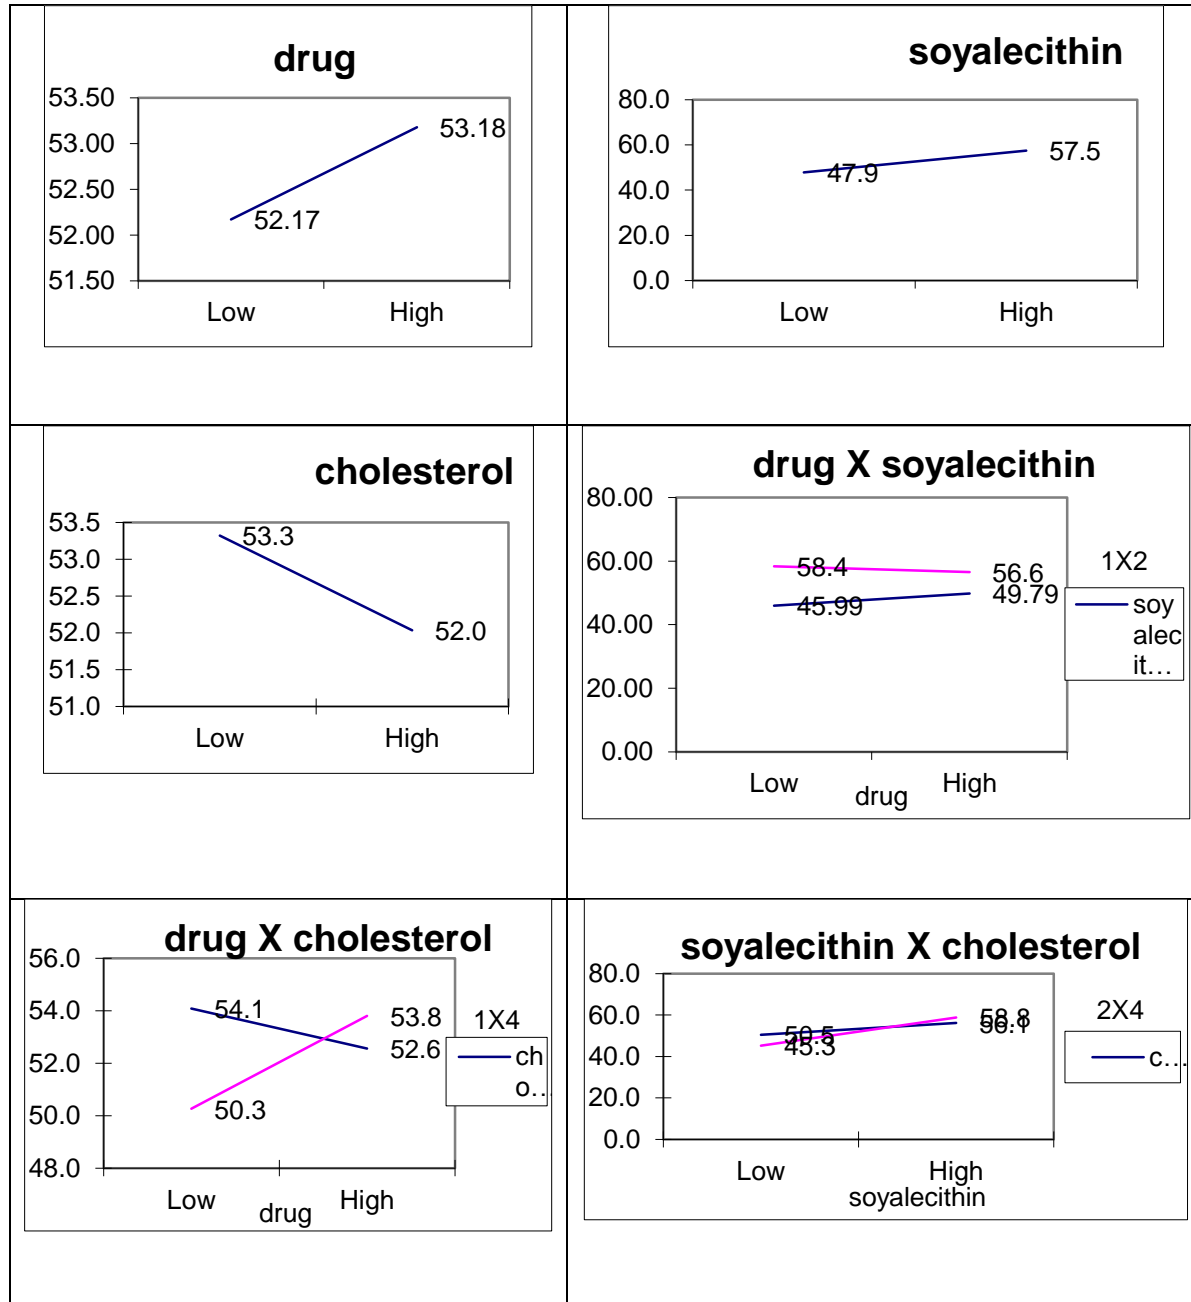 drug
53.50
53.00
52.50
52.00
51.50
53.18
52.17
Low High
soyalecithin
80.0
60.0
40.0
20.0
0.0
57.5
47.9
Low High
cholesterol
53.5
53.0
52.5
52.0
51.5
51.0
53.3
52.0
Low High
drug X soyalecithin
80.00
60.00
40.00
20.00
0.00
58.4
56.6
45.99
49.79
Low High
drug
1X2
soy
alec
it…
drug X cholesterol
56.0
54.0
52.0
50.0
48.0
54.1
53.8
52.6
50.3
Low High
drug
1X4
ch
o…
soyalecithin X cholesterol
80.0
60.0
40.0
20.0
0.0
50.5
45.3
58.8
56.1
Low High
soyalecithin
2X4
c…